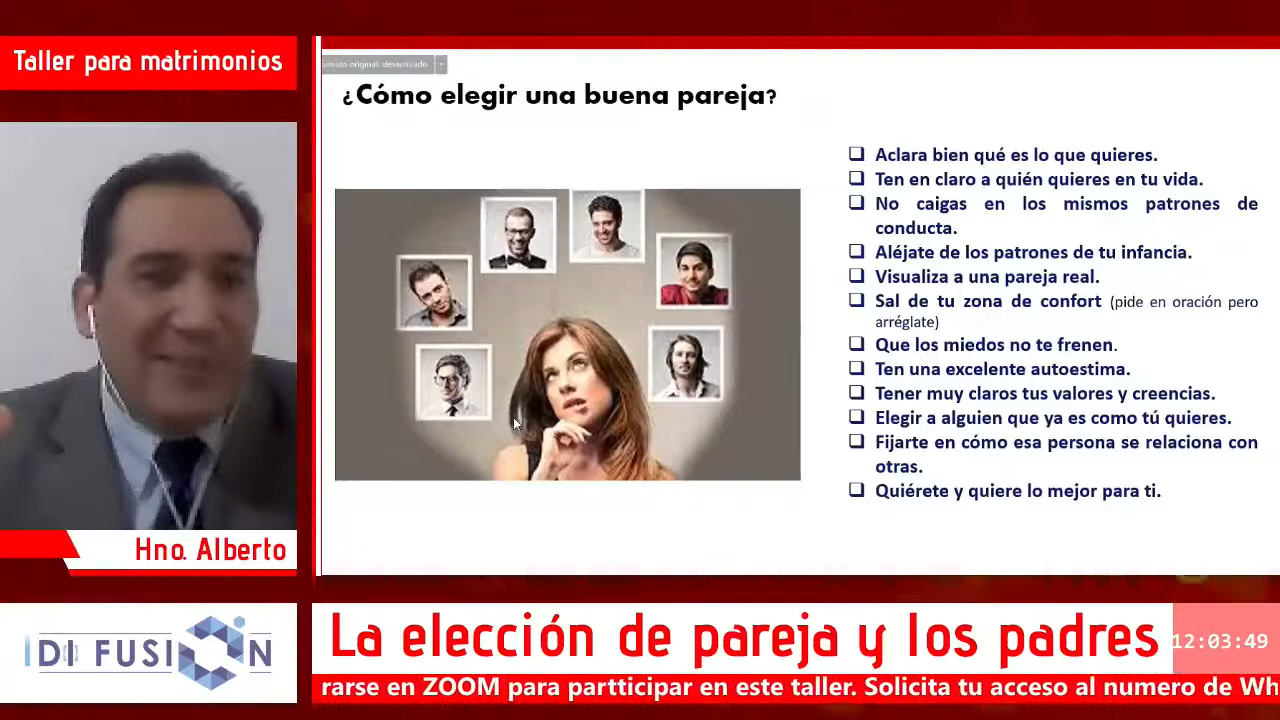 Taller para matrimonios
sonido original: desactivado
¿Cómo elegir una buena pareja?
❑ Aclara bien qué es lo que quieres.
❑ Ten en claro a quién quieres en tu vida.
❑ No caigas en los mismos patrones de
conducta.
❑ Aléjate de los patrones de tu infancia.
❑ Visualiza a una pareja real.
❑ Sal de tu zona de confort (pide en oración pero
arréglate)
❑ Que los miedos no te frenen.
❑ Ten una excelente autoestima.
❑ Tener muy claros tus valores y creencias.
❑ Elegir a alguien que ya es como tú quieres.
❑ Fijarte en cómo esa persona se relaciona con
otras.
❑ Quiérete y quiere lo mejor para ti.
Hno. Alberto
DIFUSIÓN
La elección de pareja y los padres
12:03:49
rarse en ZOOM para partticipar en este taller. Solicita tu acceso al numero de Wh